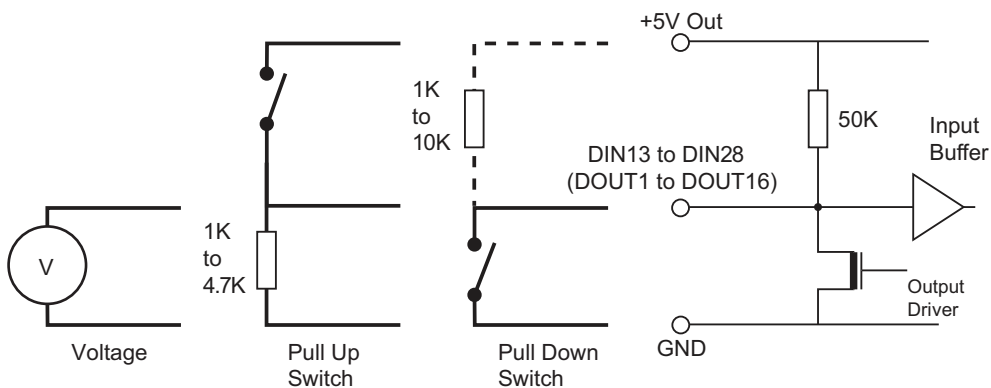 +5V Out
1K
to
10K
50K
Input
Buffer
DIN13 to DIN28
(DOUT1 to DOUT16)
V
1K
to
4.7K
Output
Driver
GND
Voltage
Pull Up
Switch
Pull Down
Switch